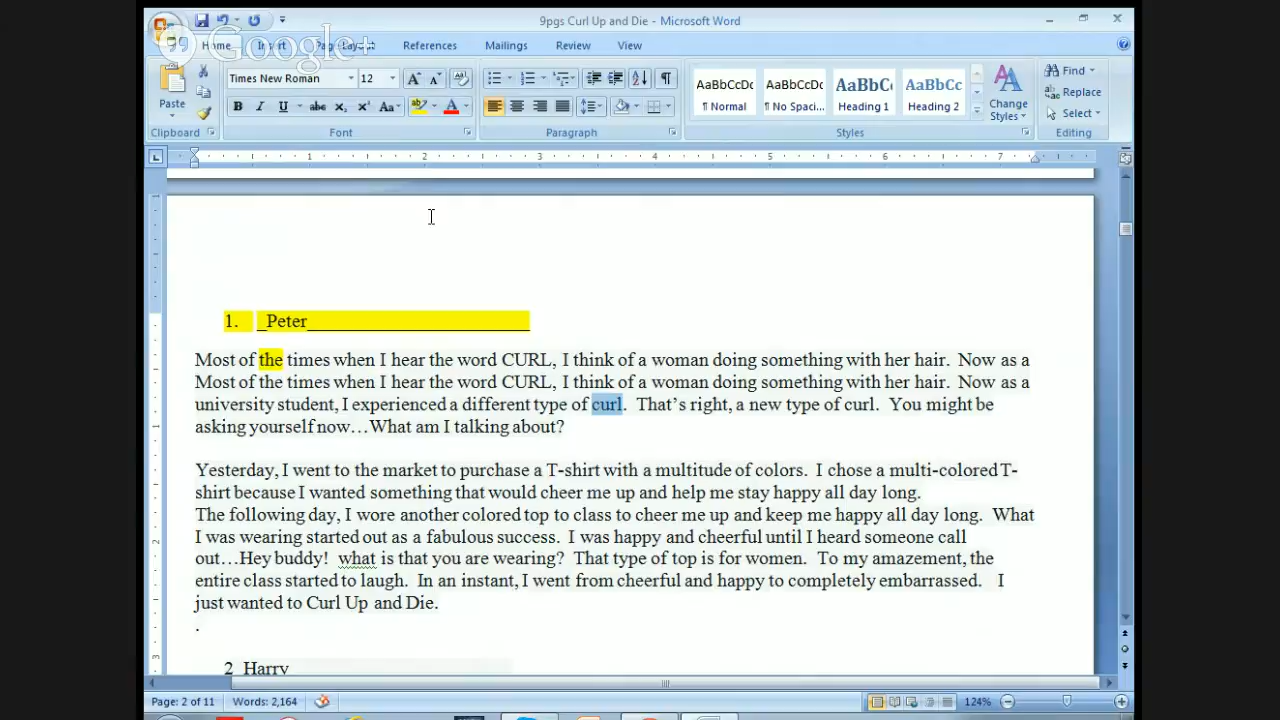 9pgs Curl Up and Die - Microsoft Word
Google+
Home Insert Page Layout References Mailings Review View
Paste
Times New Roman 12
AaBbCcDc AaBbCcDc AaBbCc AaBbCc
¶ Normal ¶ No Spaci... Heading 1 Heading 2
Change Styles
Find
Replace
Select
Clipboard Font Paragraph Styles Editing
1 2 3 4 5 6 7
1. _Peter
Most of the times when I hear the word CURL, I think of a woman doing something with her hair. Now as a
Most of the times when I hear the word CURL, I think of a woman doing something with her hair. Now as a
university student, I experienced a different type of curl. That's right, a new type of curl. You might be
asking yourself now…What am I talking about?
Yesterday, I went to the market to purchase a T-shirt with a multitude of colors. I chose a multi-colored T-
shirt because I wanted something that would cheer me up and help me stay happy all day long.
The following day, I wore another colored top to class to cheer me up and keep me happy all day long. What
I was wearing started out as a fabulous success. I was happy and cheerful until I heard someone call
out…Hey buddy! what is that you are wearing? That type of top is for women. To my amazement, the
entire class started to laugh. In an instant, I went from cheerful and happy to completely embarrassed. I
just wanted to Curl Up and Die.
.
2 Harry
Page: 2 of 11 Words: 2,164 124%